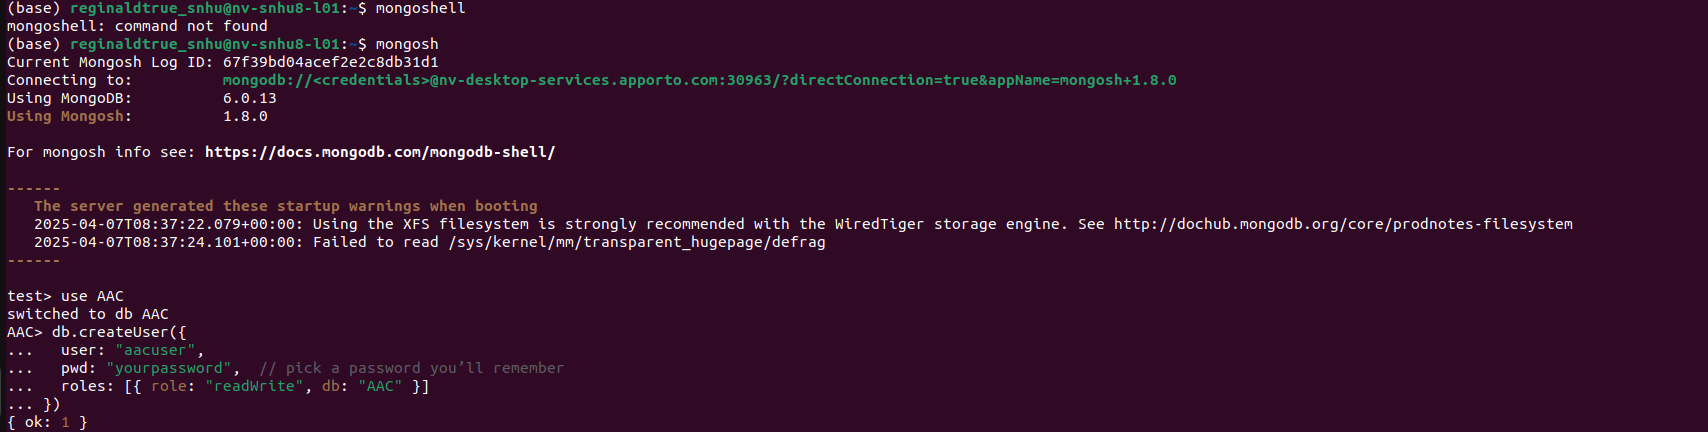 (base) reginaldtrue_snhu@nv-snhu8-l01:~$ mongoshell
mongoshell: command not found
(base) reginaldtrue_snhu@nv-snhu8-l01:~$ mongosh
Current Mongosh Log ID: 67f39bd04acef2e2c8db31d1
Connecting to:          mongodb://<credentials>@nv-desktop-services.apporto.com:30963/?directConnection=true&appName=mongosh+1.8.0
Using MongoDB:          6.0.13
Using Mongosh:          1.8.0
For mongosh info see: https://docs.mongodb.com/mongodb-shell/
------
   The server generated these startup warnings when booting
   2025-04-07T08:37:22.079+00:00: Using the XFS filesystem is strongly recommended with the WiredTiger storage engine. See http://dochub.mongodb.org/core/prodnotes-filesystem
   2025-04-07T08:37:24.101+00:00: Failed to read /sys/kernel/mm/transparent_hugepage/defrag
------
test> use AAC
switched to db AAC
AAC> db.createUser({
...   user: "aacuser",
...   pwd: "yourpassword",  // pick a password you’ll remember
...   roles: [{ role: "readWrite", db: "AAC" }]
... })
{ ok: 1 }